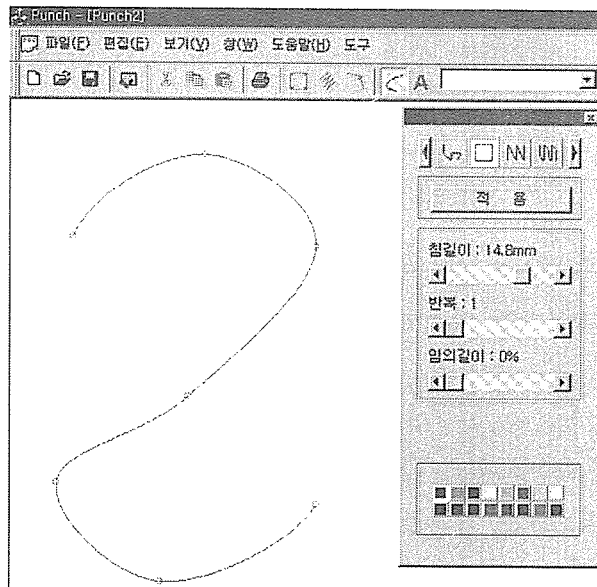 Punch - [Punch2]
파일(F) 편집(E) 보기(V) 창(W) 도움말(H) 도구
A
적 용
침길이 : 14.8mm
반복 : 1
임의길이 : 0%